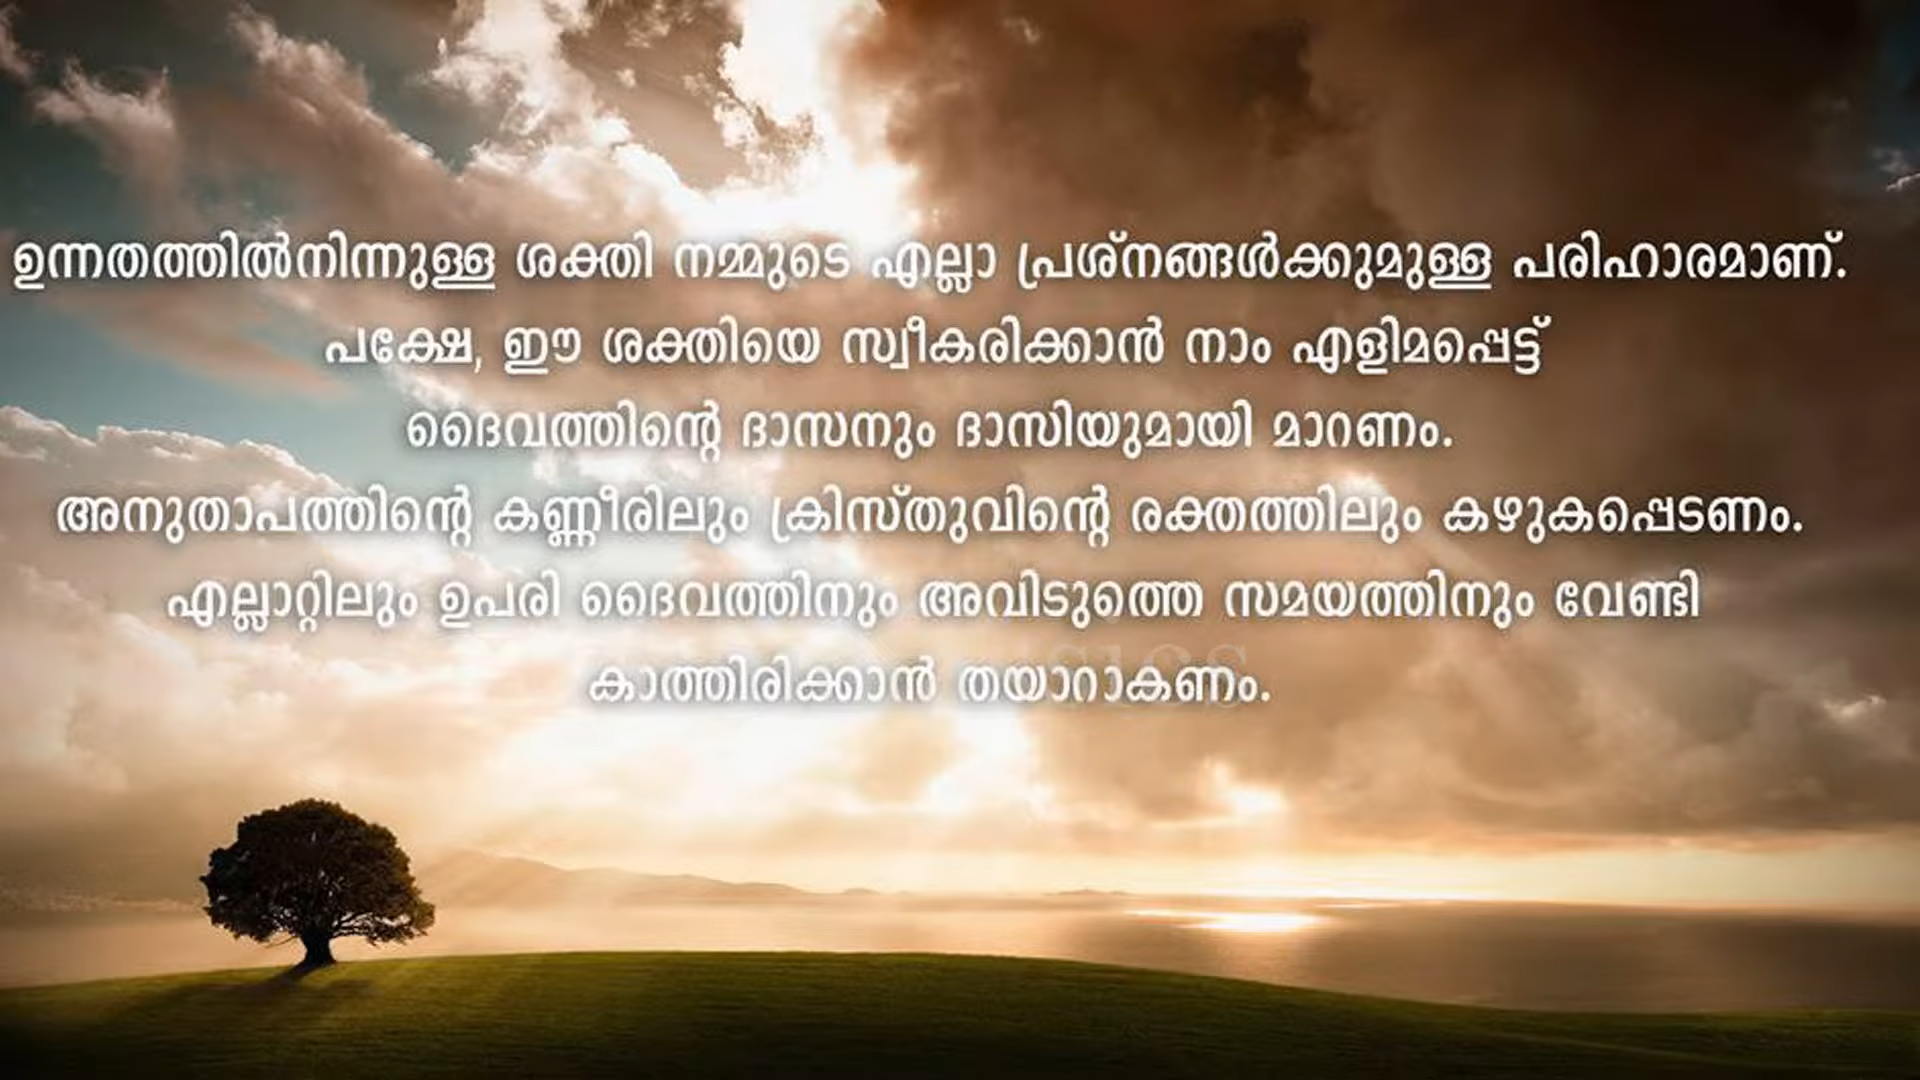 ഉന്നതത്തിൽനിന്നുള്ള ശക്തി നമ്മുടെ എല്ലാ പ്രശ്നങ്ങൾക്കുമുള്ള പരിഹാരമാണ്.
പക്ഷേ, ഈ ശക്തിയെ സ്വീകരിക്കാൻ നാം എളിമപ്പെട്ട്
ദൈവത്തിന്റെ ദാസനും ദാസിയുമായി മാറണം.
അനുതാപത്തിന്റെ കണ്ണീരിലും ക്രിസ്തുവിന്റെ രക്തത്തിലും കഴുകപ്പെടണം.
എല്ലാറ്റിലും ഉപരി ദൈവത്തിനും അവിടുത്തെ സമയത്തിനും വേണ്ടി
കാത്തിരിക്കാൻ തയാറാകണം.